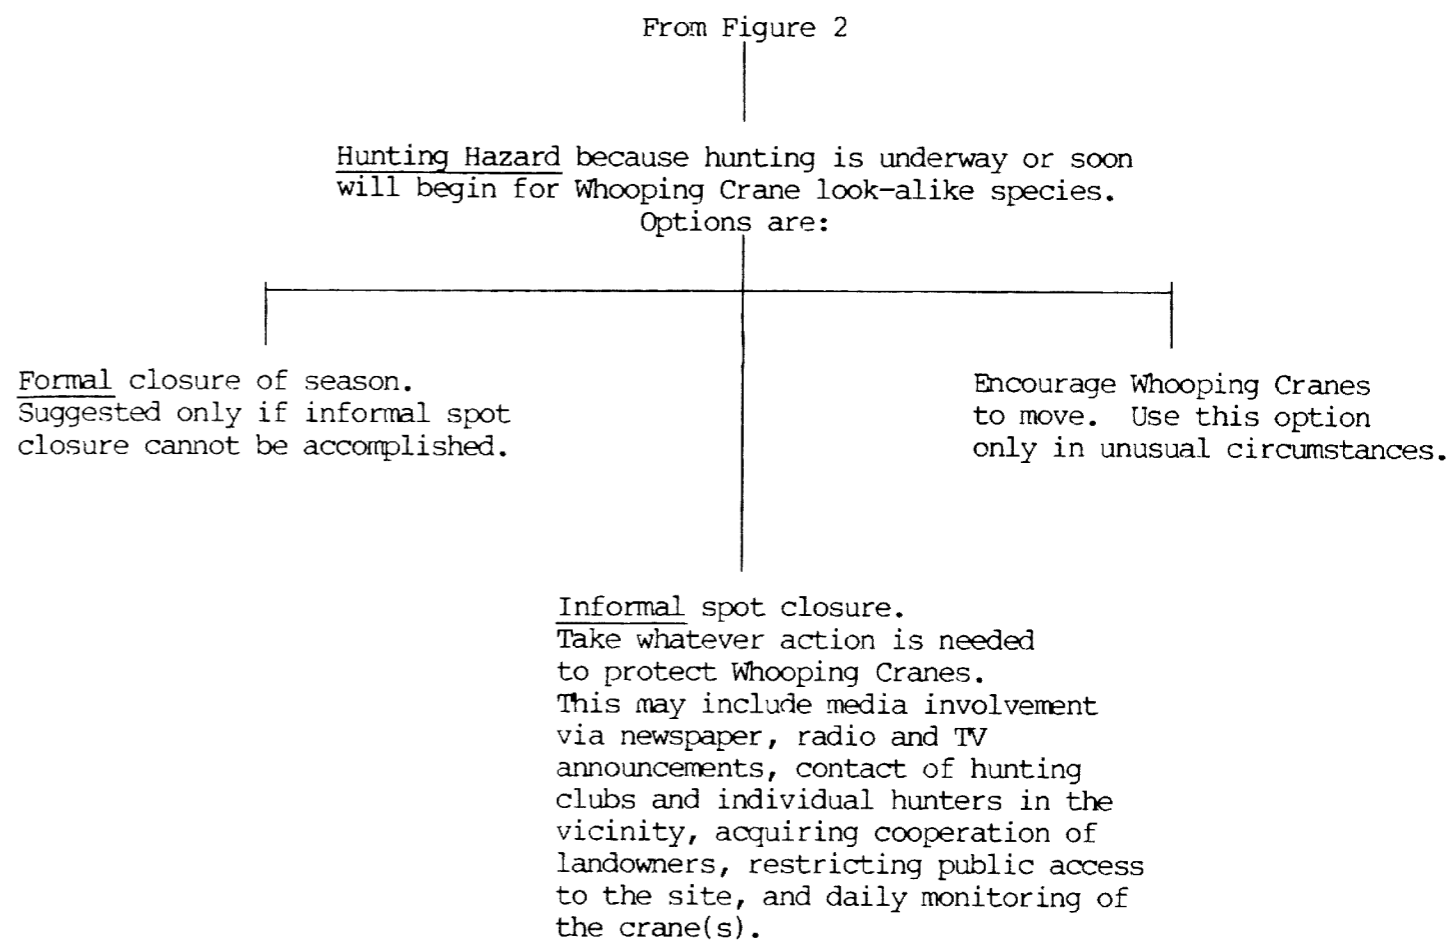 From Figure 2
Hunting Hazard because hunting is underway or soon
will begin for Whooping Crane look-alike species.
Options are:
Formal closure of season.
Suggested only if informal spot
closure cannot be accomplished.
Encourage Whooping Cranes
to move. Use this option
only in unusual circumstances.
Informal spot closure.
Take whatever action is needed
to protect Whooping Cranes.
This may include media involvement
via newspaper, radio and TV
announcements, contact of hunting
clubs and individual hunters in the
vicinity, acquiring cooperation of
landowners, restricting public access
to the site, and daily monitoring of
the crane(s).